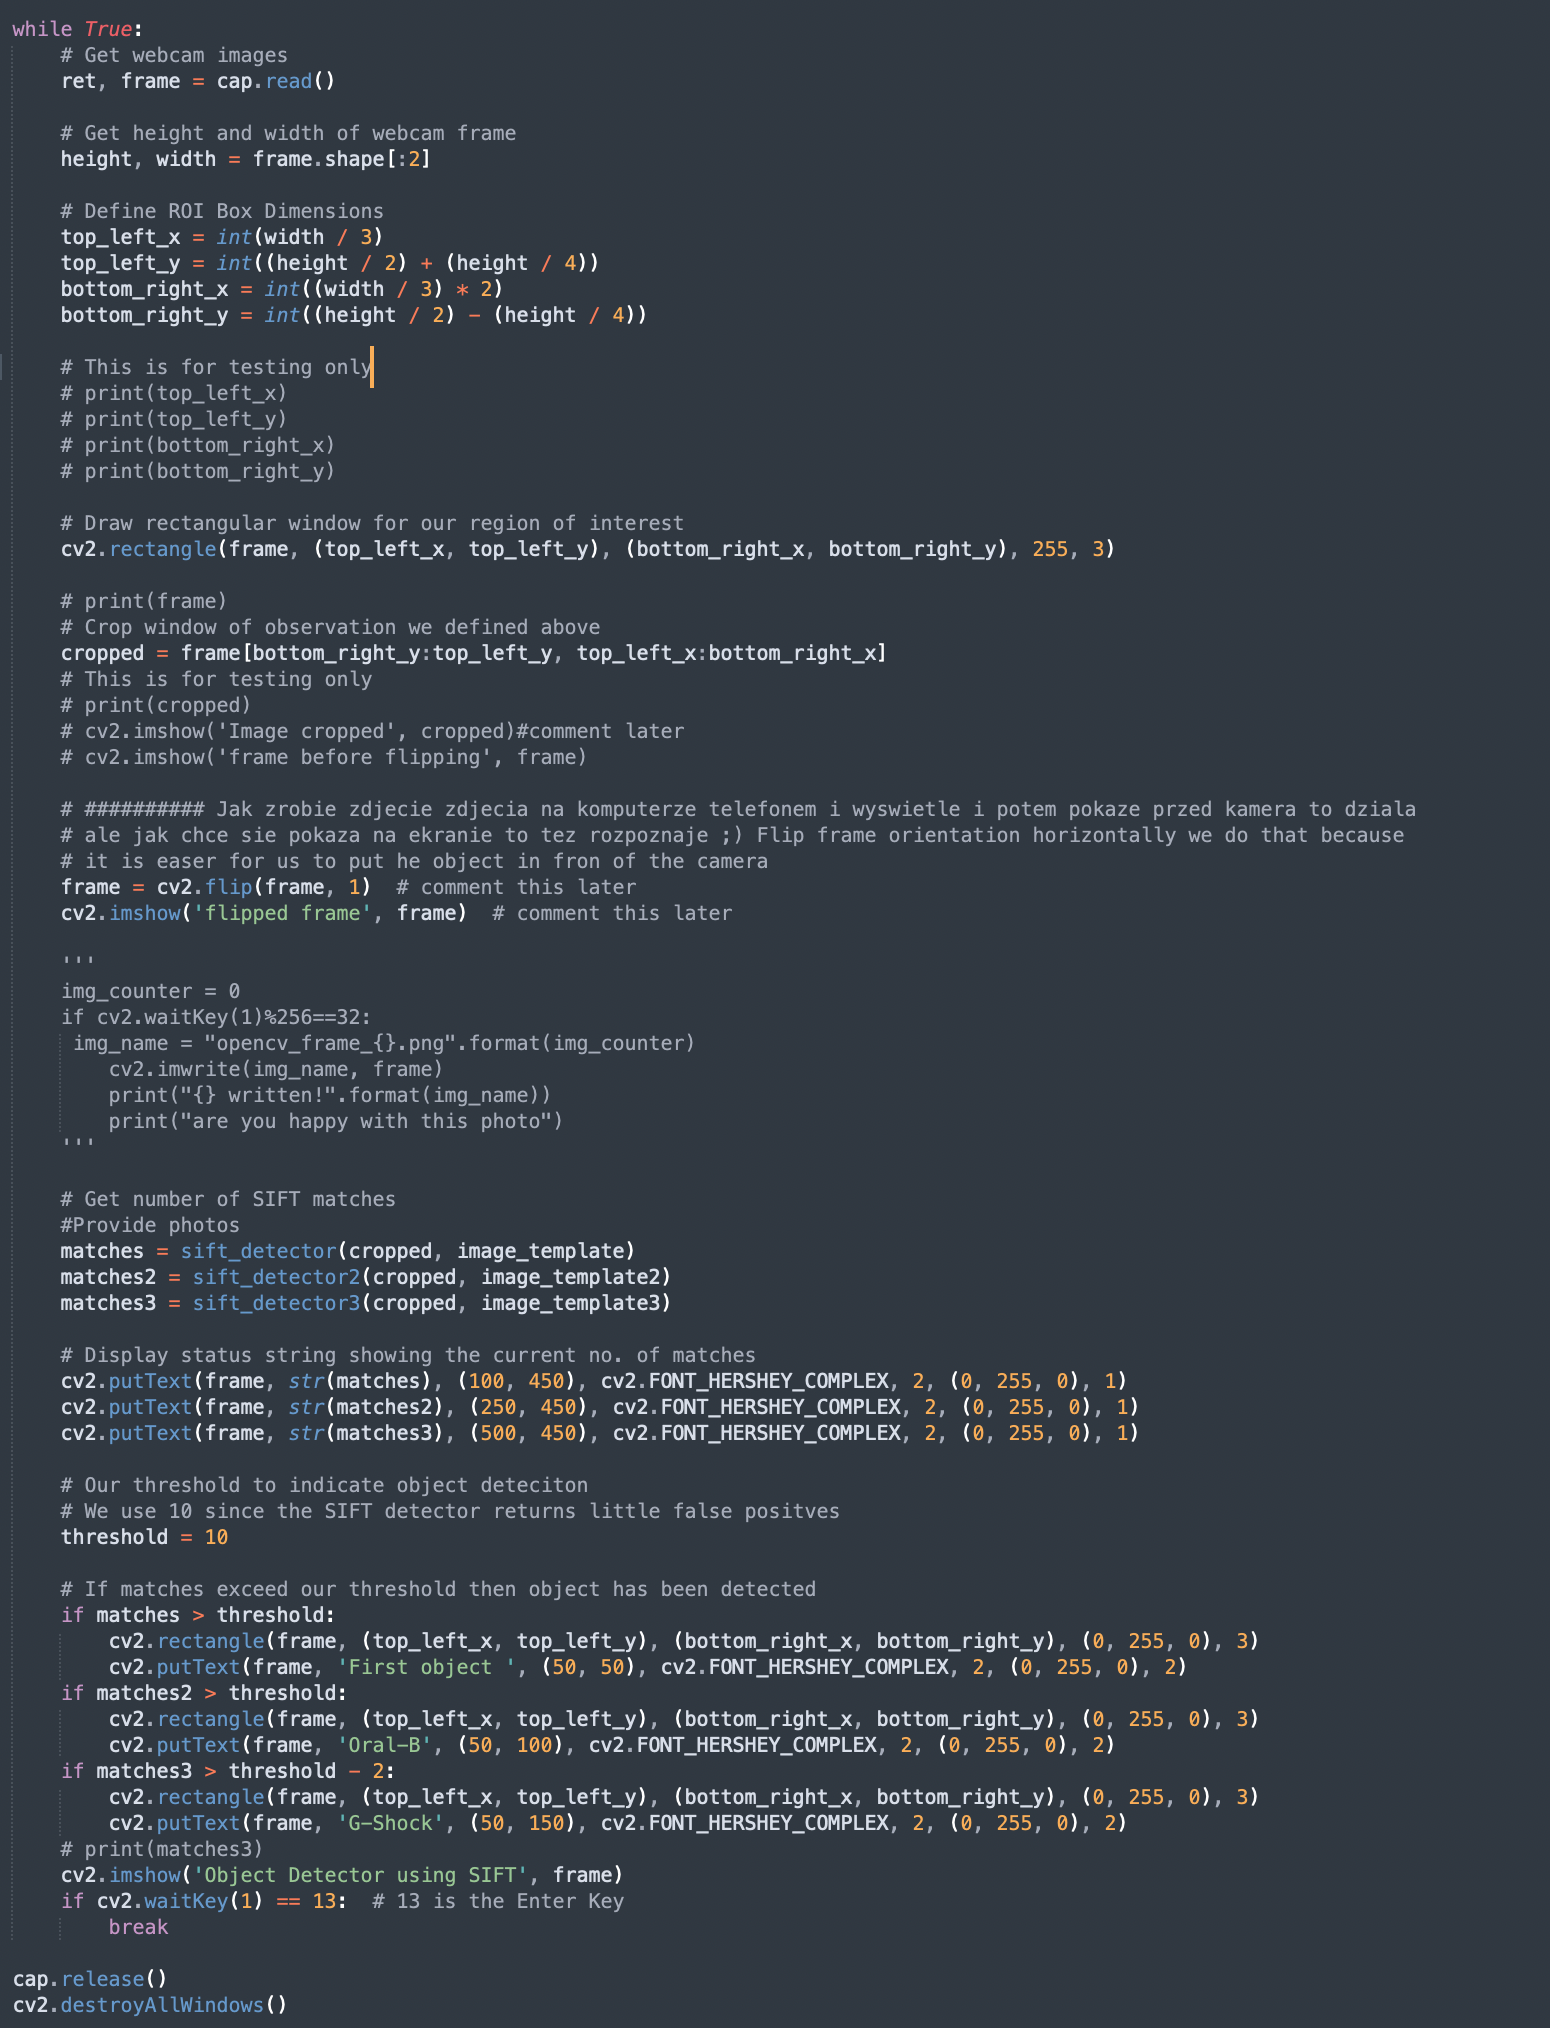 while True:
    # Get webcam images
    ret, frame = cap.read()

    # Get height and width of webcam frame
    height, width = frame.shape[:2]

    # Define ROI Box Dimensions
    top_left_x = int(width / 3)
    top_left_y = int((height / 2) + (height / 4))
    bottom_right_x = int((width / 3) * 2)
    bottom_right_y = int((height / 2) - (height / 4))

    # This is for testing only
    # print(top_left_x)
    # print(top_left_y)
    # print(bottom_right_x)
    # print(bottom_right_y)

    # Draw rectangular window for our region of interest
    cv2.rectangle(frame, (top_left_x, top_left_y), (bottom_right_x, bottom_right_y), 255, 3)

    # print(frame)
    # Crop window of observation we defined above
    cropped = frame[bottom_right_y:top_left_y, top_left_x:bottom_right_x]
    # This is for testing only
    # print(cropped)
    # cv2.imshow('Image cropped', cropped)#comment later
    # cv2.imshow('frame before flipping', frame)

    # ########## Jak zrobie zdjecie zdjecia na komputerze telefonem i wyswietle i potem pokaze przed kamera to dziala
    # ale jak chce sie pokaza na ekranie to tez rozpoznaje ;) Flip frame orientation horizontally we do that because
    # it is easer for us to put he object in fron of the camera
    frame = cv2.flip(frame, 1)  # comment this later
    cv2.imshow('flipped frame', frame)  # comment this later

    '''
    img_counter = 0
    if cv2.waitKey(1)%256==32:
     img_name = "opencv_frame_{}.png".format(img_counter)
        cv2.imwrite(img_name, frame)
        print("{} written!".format(img_name))
        print("are you happy with this photo")
    '''

    # Get number of SIFT matches
    #Provide photos
    matches = sift_detector(cropped, image_template)
    matches2 = sift_detector2(cropped, image_template2)
    matches3 = sift_detector3(cropped, image_template3)

    # Display status string showing the current no. of matches
    cv2.putText(frame, str(matches), (100, 450), cv2.FONT_HERSHEY_COMPLEX, 2, (0, 255, 0), 1)
    cv2.putText(frame, str(matches2), (250, 450), cv2.FONT_HERSHEY_COMPLEX, 2, (0, 255, 0), 1)
    cv2.putText(frame, str(matches3), (500, 450), cv2.FONT_HERSHEY_COMPLEX, 2, (0, 255, 0), 1)

    # Our threshold to indicate object deteciton
    # We use 10 since the SIFT detector returns little false positves
    threshold = 10

    # If matches exceed our threshold then object has been detected
    if matches > threshold:
        cv2.rectangle(frame, (top_left_x, top_left_y), (bottom_right_x, bottom_right_y), (0, 255, 0), 3)
        cv2.putText(frame, 'First object ', (50, 50), cv2.FONT_HERSHEY_COMPLEX, 2, (0, 255, 0), 2)
    if matches2 > threshold:
        cv2.rectangle(frame, (top_left_x, top_left_y), (bottom_right_x, bottom_right_y), (0, 255, 0), 3)
        cv2.putText(frame, 'Oral-B', (50, 100), cv2.FONT_HERSHEY_COMPLEX, 2, (0, 255, 0), 2)
    if matches3 > threshold - 2:
        cv2.rectangle(frame, (top_left_x, top_left_y), (bottom_right_x, bottom_right_y), (0, 255, 0), 3)
        cv2.putText(frame, 'G-Shock', (50, 150), cv2.FONT_HERSHEY_COMPLEX, 2, (0, 255, 0), 2)
    # print(matches3)
    cv2.imshow('Object Detector using SIFT', frame)
    if cv2.waitKey(1) == 13:  # 13 is the Enter Key
        break

cap.release()
cv2.destroyAllWindows()